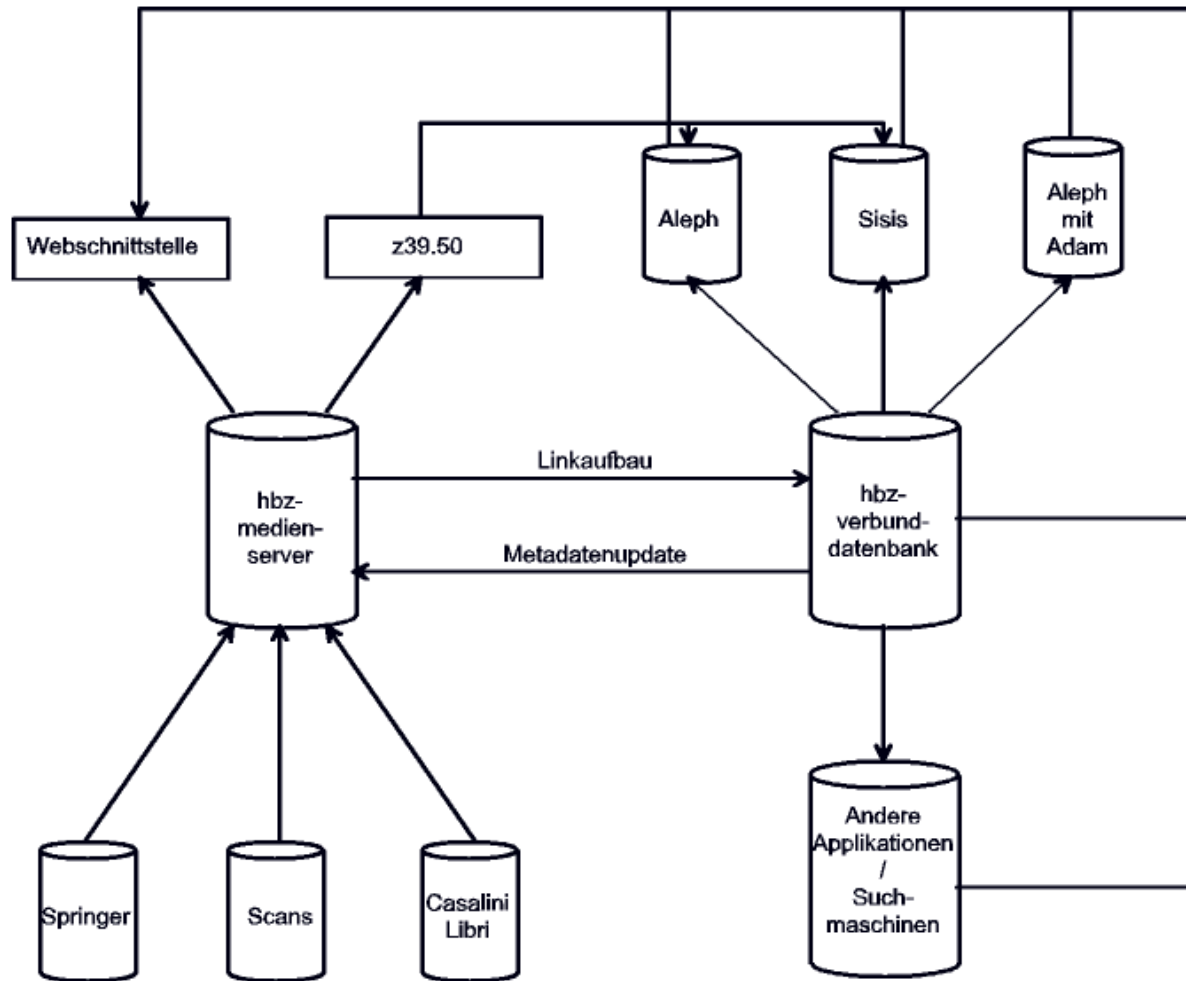 Aleph
Sisis
Aleph
mit
Adam
Webschnittstelle
z39.50
hbz-
medien-
server
Linkaufbau
Metadatenupdate
hbz-
verbund-
datenbank
Springer
Scans
Casalini
Libri
Andere
Applikationen
/
Such-
maschinen